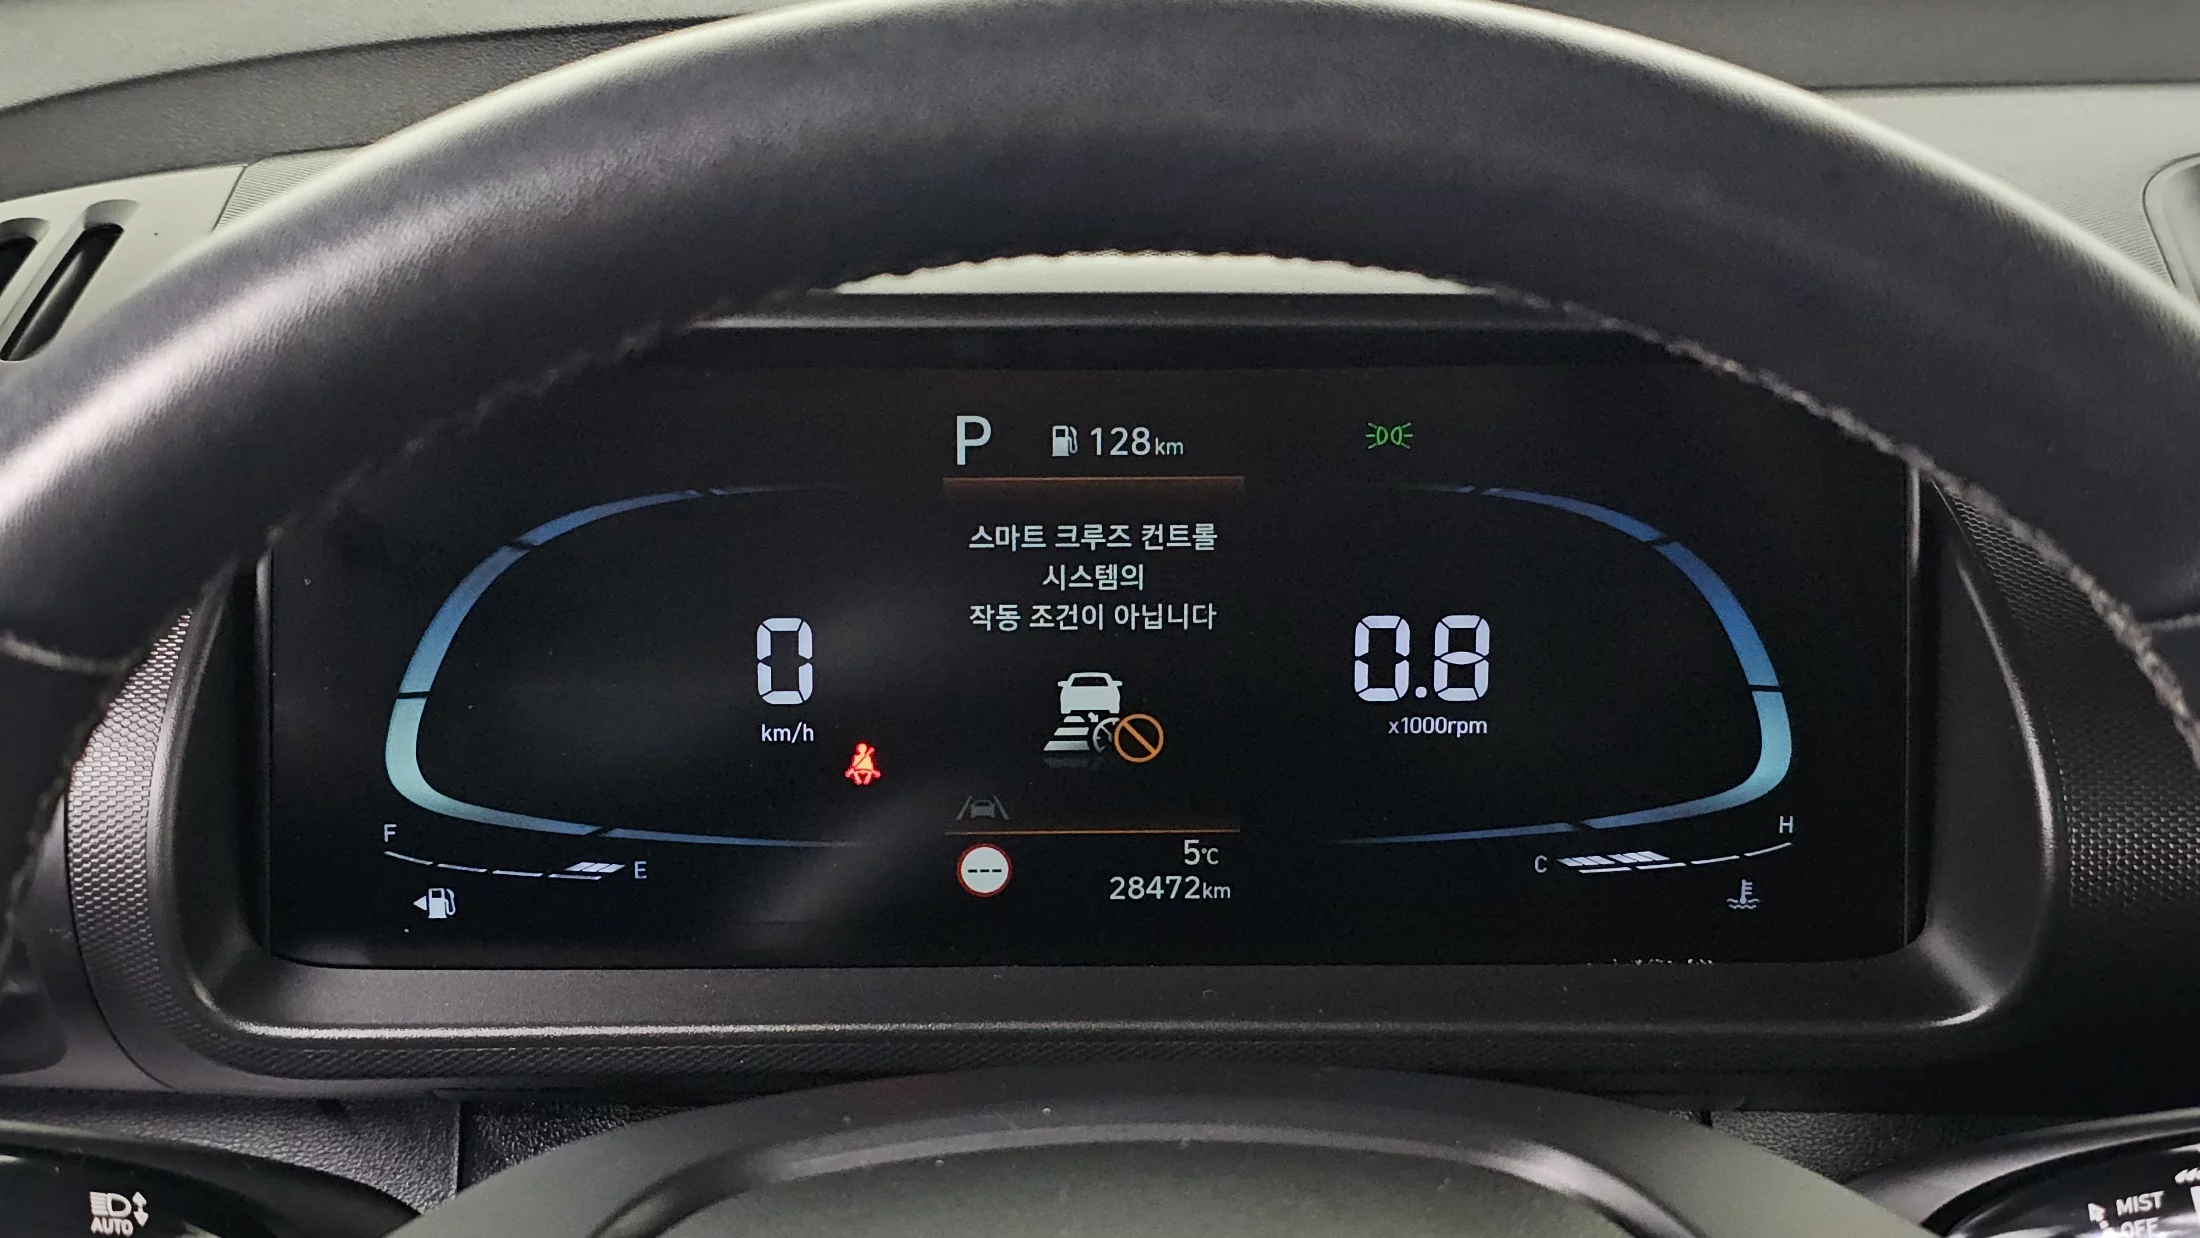 P 128km
스마트 크루즈 컨트롤
시스템의
작동 조건이 아닙니다
0
km/h
0.8
x1000rpm
F E
C H
---
5℃
28472km
AUTO
MIST
OFF